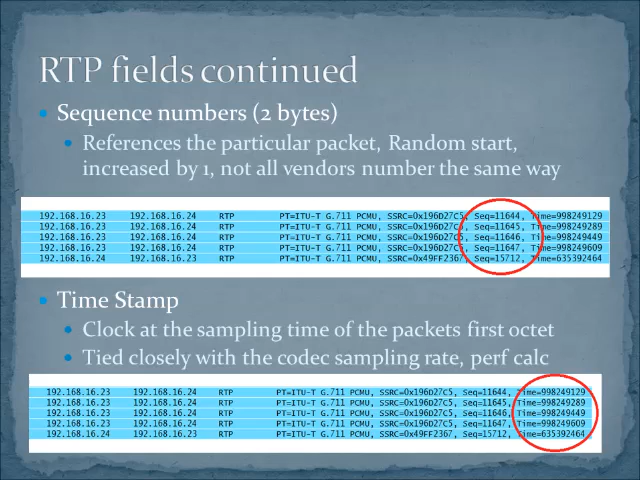 RTP fields continued
Sequence numbers (2 bytes)
References the particular packet, Random start,
increased by 1, not all vendors number the same way
192.168.16.23 192.168.16.24 RTP PT=ITU-T G.711 PCMU, SSRC=0x196D27C5, Seq=11644, Time=998249129
192.168.16.23 192.168.16.24 RTP PT=ITU-T G.711 PCMU, SSRC=0x196D27C5, Seq=11645, Time=998249289
192.168.16.23 192.168.16.24 RTP PT=ITU-T G.711 PCMU, SSRC=0x196D27C5, Seq=11646, Time=998249449
192.168.16.23 192.168.16.24 RTP PT=ITU-T G.711 PCMU, SSRC=0x196D27C5, Seq=11647, Time=998249609
192.168.16.24 192.168.16.23 RTP PT=ITU-T G.711 PCMU, SSRC=0x49FF2367, Seq=15712, Time=635392464
Time Stamp
Clock at the sampling time of the packets first octet
Tied closely with the codec sampling rate, perf calc
192.168.16.23 192.168.16.24 RTP PT=ITU-T G.711 PCMU, SSRC=0x196D27C5, Seq=11644, Time=998249129
192.168.16.23 192.168.16.24 RTP PT=ITU-T G.711 PCMU, SSRC=0x196D27C5, Seq=11645, Time=998249289
192.168.16.23 192.168.16.24 RTP PT=ITU-T G.711 PCMU, SSRC=0x196D27C5, Seq=11646, Time=998249449
192.168.16.23 192.168.16.24 RTP PT=ITU-T G.711 PCMU, SSRC=0x196D27C5, Seq=11647, Time=998249609
192.168.16.24 192.168.16.23 RTP PT=ITU-T G.711 PCMU, SSRC=0x49FF2367, Seq=15712, Time=635392464